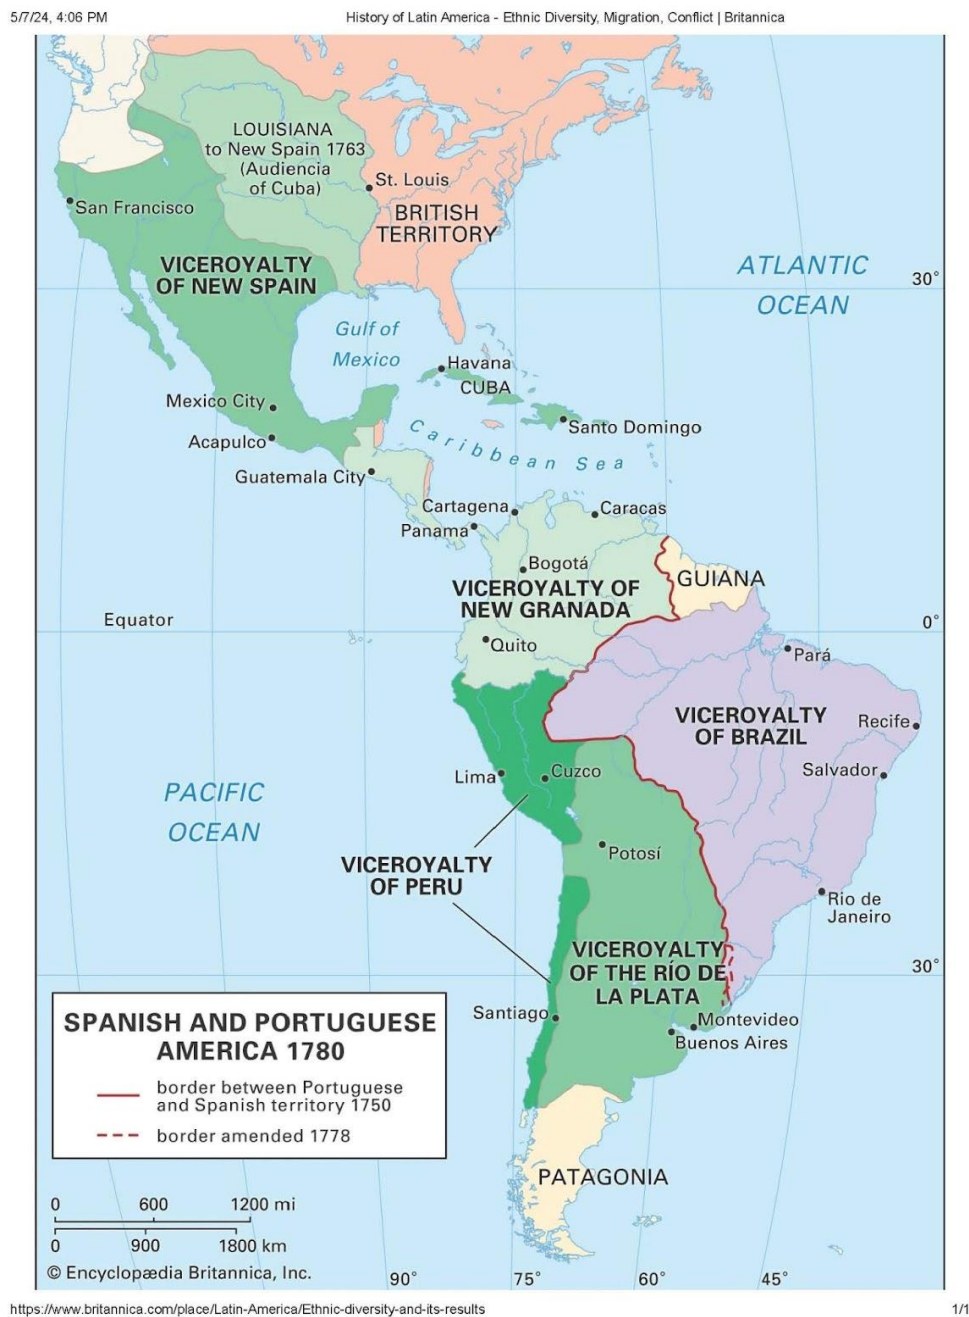 5/7/24, 4:06 PM
History of Latin America - Ethnic Diversity, Migration, Conflict | Britannica
LOUISIANA
to New Spain 1763
(Audiencia
of Cuba)
St. Louis
San Francisco
BRITISH
TERRITORY
VICEROYALTY
OF NEW SPAIN
ATLANTIC
OCEAN
30°
Gulf of
Mexico
Havana
CUBA
Mexico City
Acapulco
Santo Domingo
Caribbean Sea
Guatemala City
Cartagena
Caracas
Panama
Bogotá
GUIANA
VICEROYALTY OF
NEW GRANADA
Equator
0°
Quito
Pará
VICEROYALTY
OF BRAZIL
Recife
Lima
Cuzco
Salvador
PACIFIC
OCEAN
Potosí
VICEROYALTY
OF PERU
Rio de
Janeiro
VICEROYALTY
OF THE RÍO DE
LA PLATA
30°
Santiago
Montevideo
Buenos Aires
SPANISH AND PORTUGUESE
AMERICA 1780
border between Portuguese
and Spanish territory 1750
border amended 1778
PATAGONIA
0 600 1200 mi
0 900 1800 km
© Encyclopædia Britannica, Inc.
90° 75° 60° 45°
https://www.britannica.com/place/Latin-America/Ethnic-diversity-and-its-results
1/1